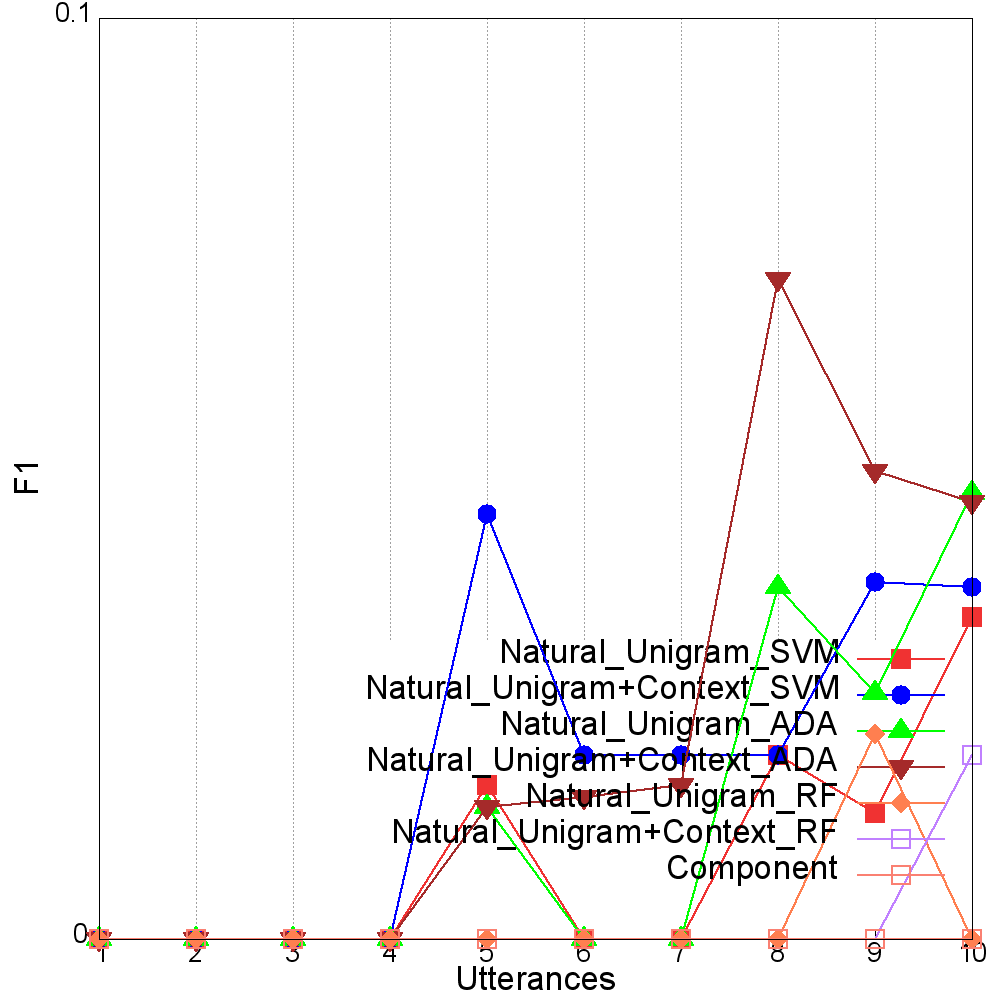 0.1
F1
Natural_Unigram_SVM
Natural_Unigram+Context_SVM
Natural_Unigram_ADA
Natural_Unigram+Context_ADA
Natural_Unigram_RF
Natural_Unigram+Context_RF
Component
0
1 2 3 4 5 6 7 8 9 10
Utterances